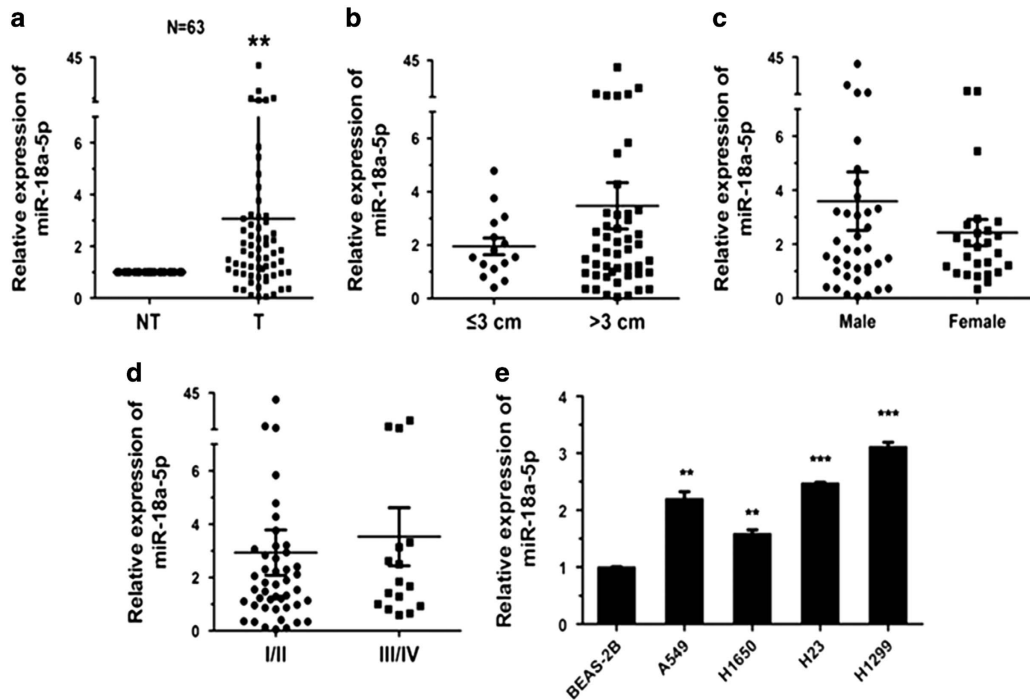 a
N=63
**
Relative expression of
miR-18a-5p
45
6
4
2
0
NT
T
b
Relative expression of
miR-18a-5p
45
6
4
2
0
≤3 cm
>3 cm
c
Relative expression of
miR-18a-5p
45
6
4
2
0
Male
Female
d
Relative expression of
miR-18a-5p
45
6
4
2
0
I/II
III/IV
e
Relative expression of
miR-18a-5p
4
3
2
1
0
**
**
***
***
BEAS-2B
A549
H1650
H23
H1299